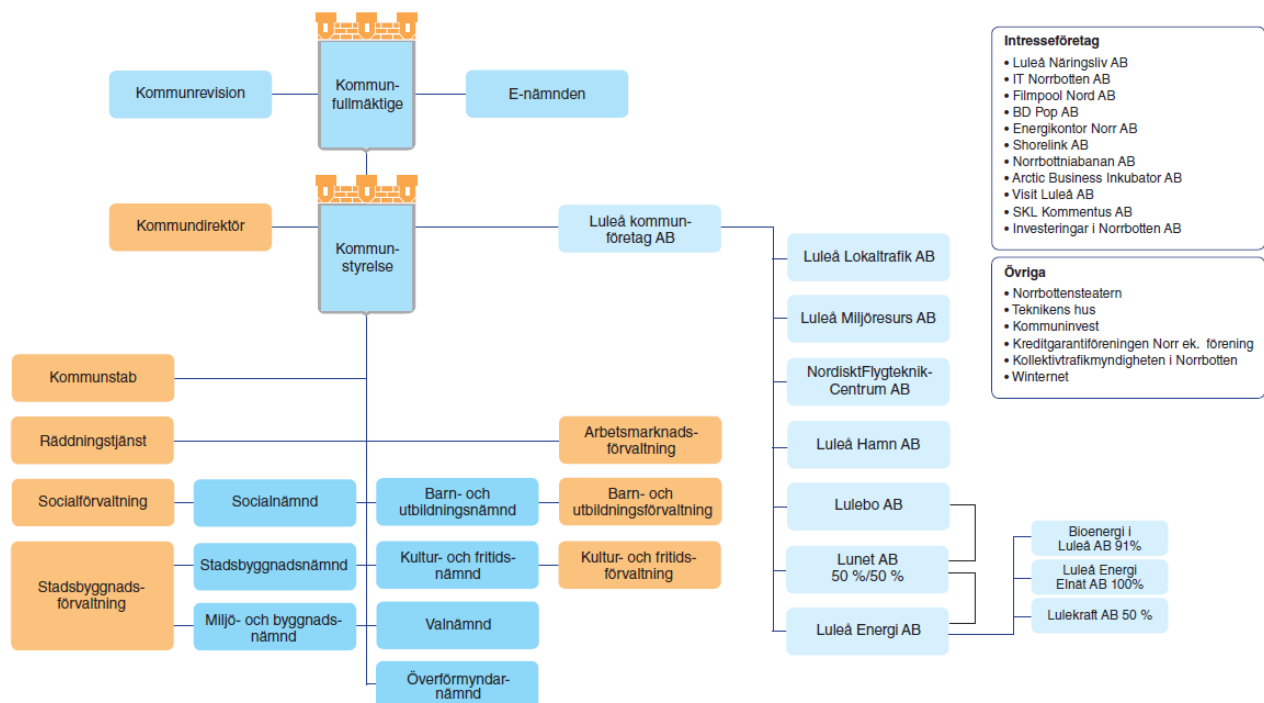 Kommun-
fullmäktige
Kommunrevision
E-nämnden
Kommundirektör
Kommun-
styrelse
Luleå kommun-
företag AB
Luleå Lokaltrafik AB
Luleå Miljöresurs AB
NordisktFlygteknik-
Centrum AB
Luleå Hamn AB
Lulebo AB
Lunet AB
50 %/50 %
Luleå Energi AB
Bioenergi i
Luleå AB 91%
Luleå Energi
Elnät AB 100%
Lulekraft AB 50 %
Kommunstab
Räddningstjänst
Arbetsmarknads-
förvaltning
Socialförvaltning
Socialnämnd
Barn- och
utbildningsnämnd
Barn- och
utbildningsförvaltning
Stadsbyggnads-
förvaltning
Stadsbyggnadsnämnd
Kultur- och fritids-
nämnd
Kultur- och fritids-
förvaltning
Miljö- och byggnads-
nämnd
Valnämnd
Överförmyndar-
nämnd
Intresseföretag
• Luleå Näringsliv AB
• IT Norrbotten AB
• Filmpool Nord AB
• BD Pop AB
• Energikontor Norr AB
• Shorelink AB
• Norrbottniabanan AB
• Arctic Business Inkubator AB
• Visit Luleå AB
• SKL Kommentus AB
• Investeringar i Norrbotten AB
Övriga
• Norrbottensteatern
• Teknikens hus
• Kommuninvest
• Kreditgarantiföreningen Norr ek. förening
• Kollektivtrafikmyndigheten i Norrbotten
• Winternet